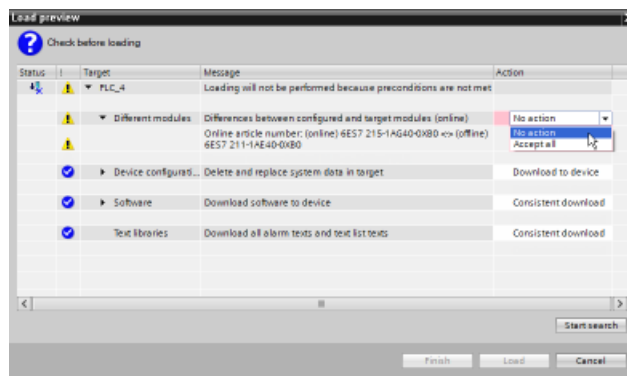 Load preview
Check before loading
Status ! Target Message Action
PLC_4 Loading will not be performed because preconditions are not met
Different modules Differences between configured and target modules (online) No action
Online article number: (online) 6ES7 215-1AG40-0XB0 <=> (offline) No action
6ES7 211-1AE40-0XB0 Accept all
Device configurati... Delete and replace system data in target Download to device
Software Download software to device Consistent download
Text libraries Download all alarm texts and text list texts Consistent download
Start search
Finish Load Cancel